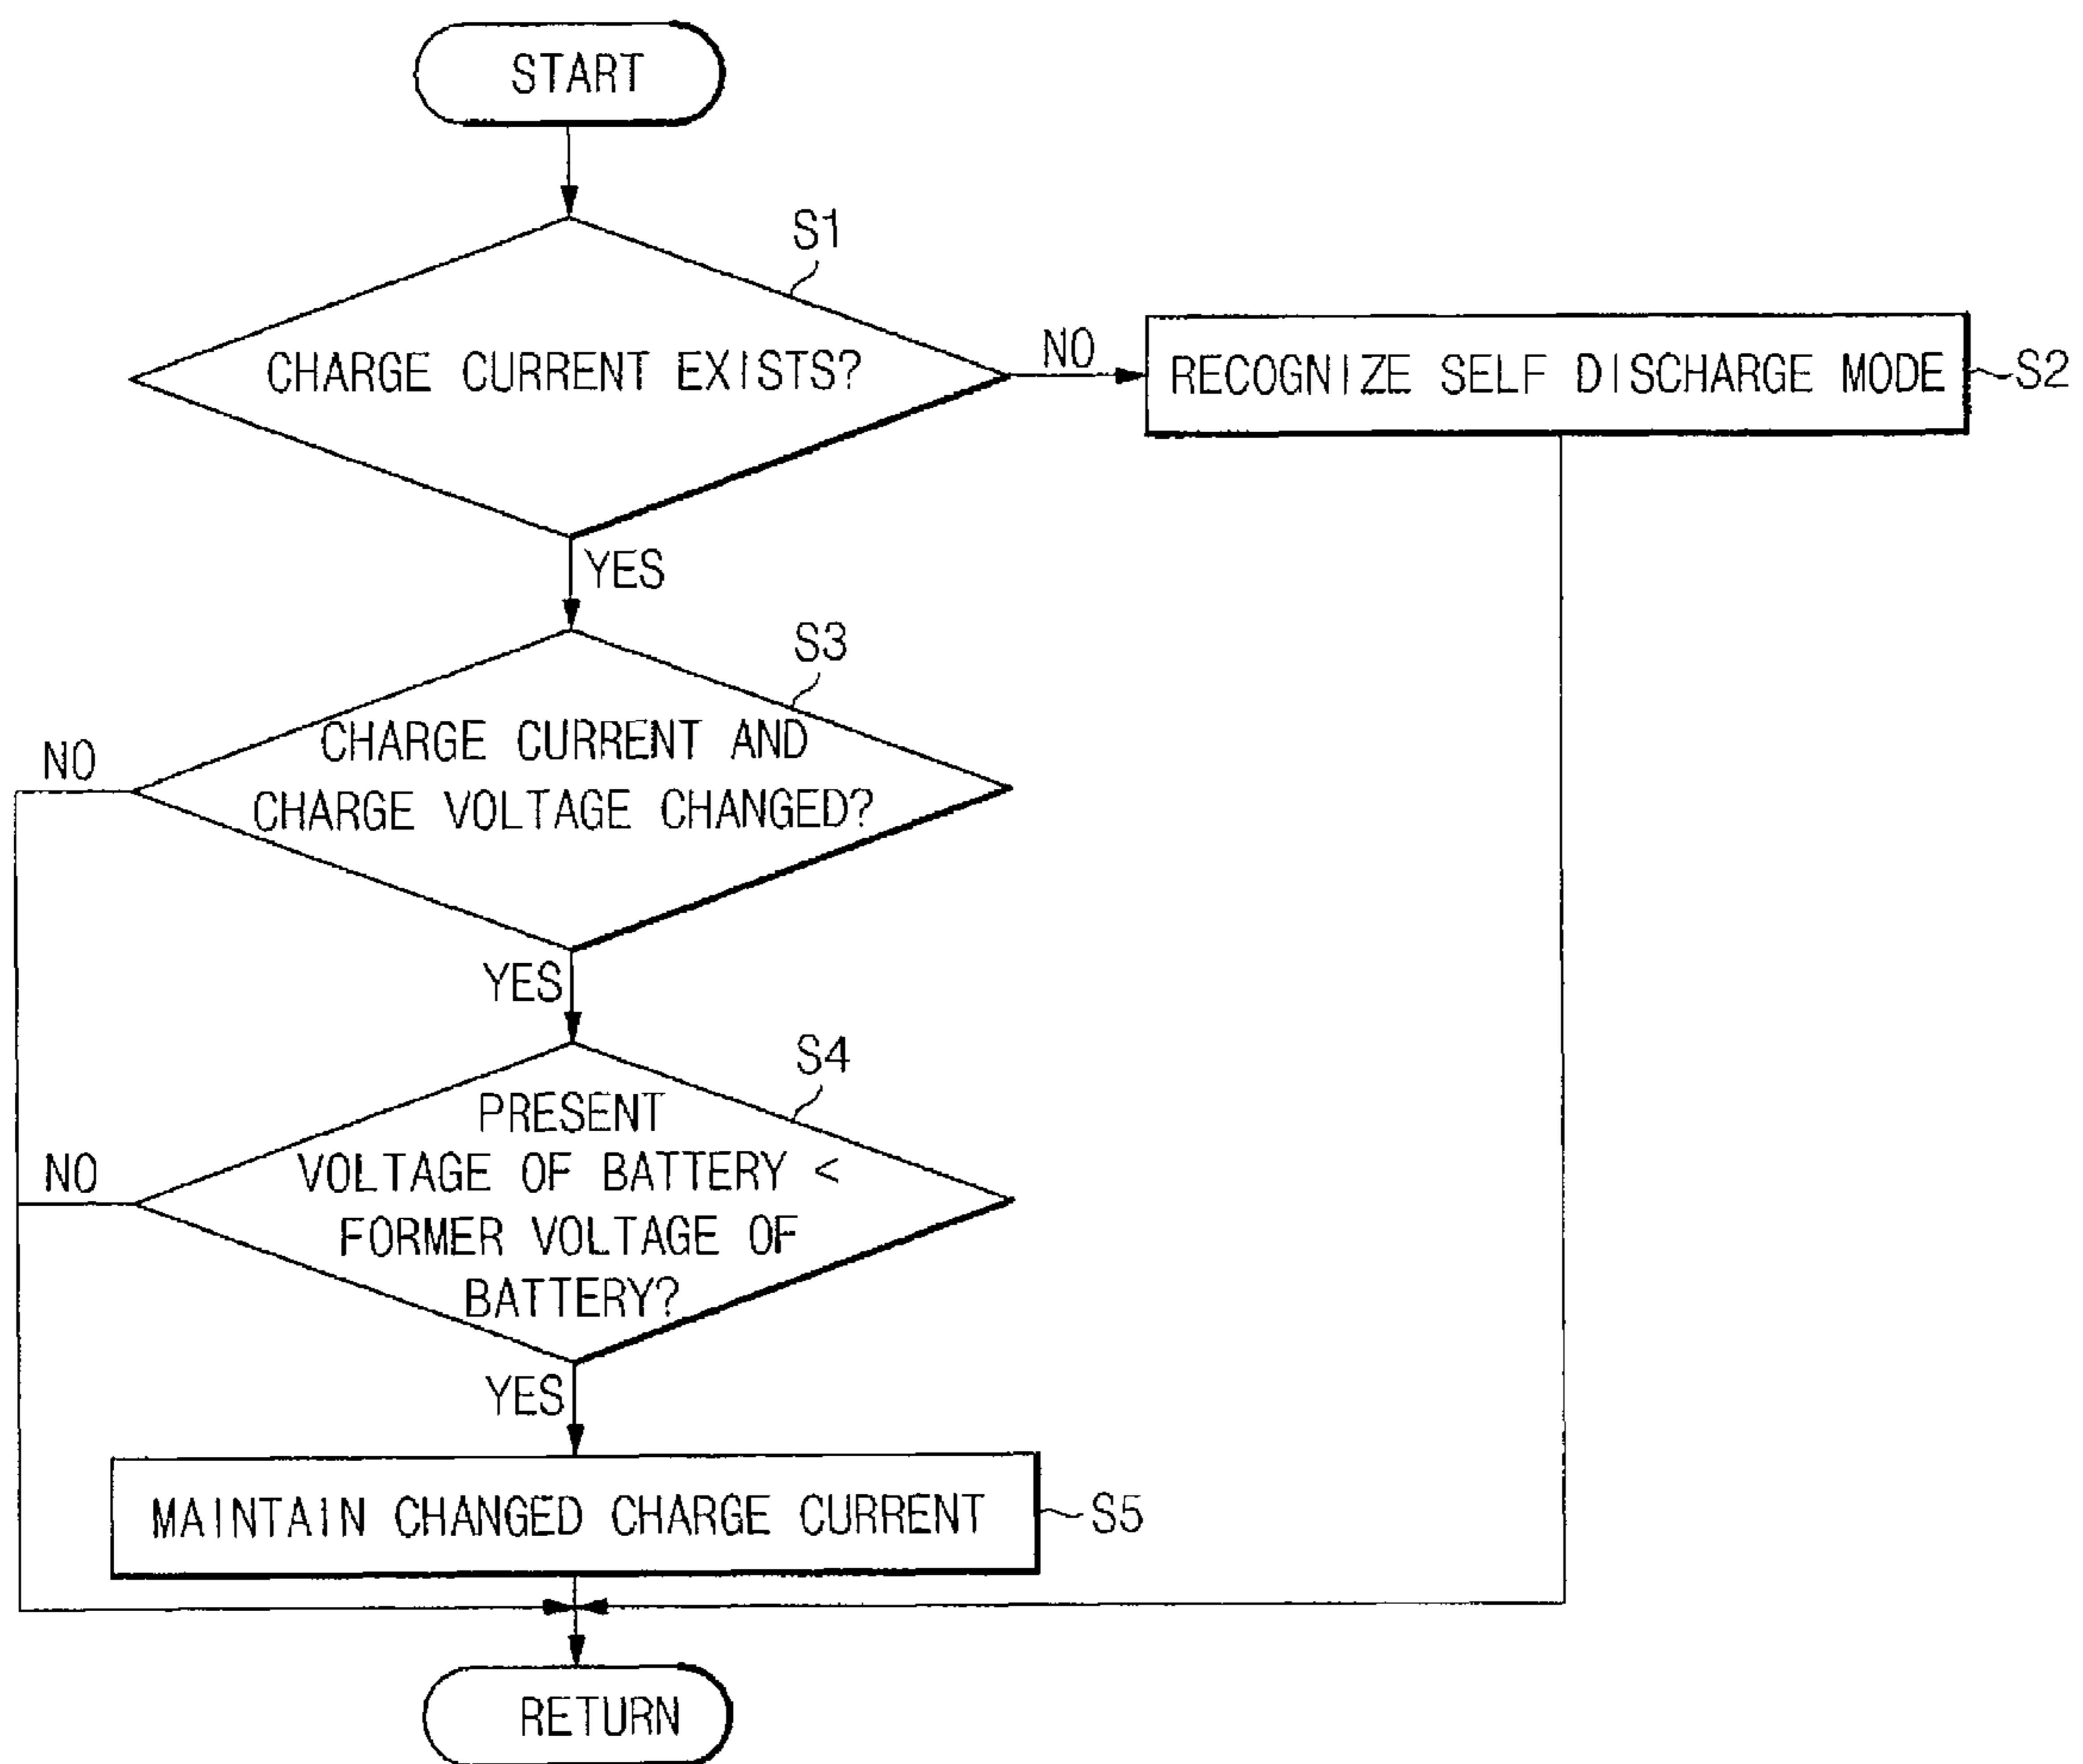 START
S1
CHARGE CURRENT EXISTS?
NO
RECOGNIZE SELF DISCHARGE MODE
S2
YES
S3
CHARGE CURRENT AND
CHARGE VOLTAGE CHANGED?
NO
YES
S4
PRESENT
VOLTAGE OF BATTERY <
FORMER VOLTAGE OF
BATTERY?
NO
YES
MAINTAIN CHANGED CHARGE CURRENT
S5
RETURN